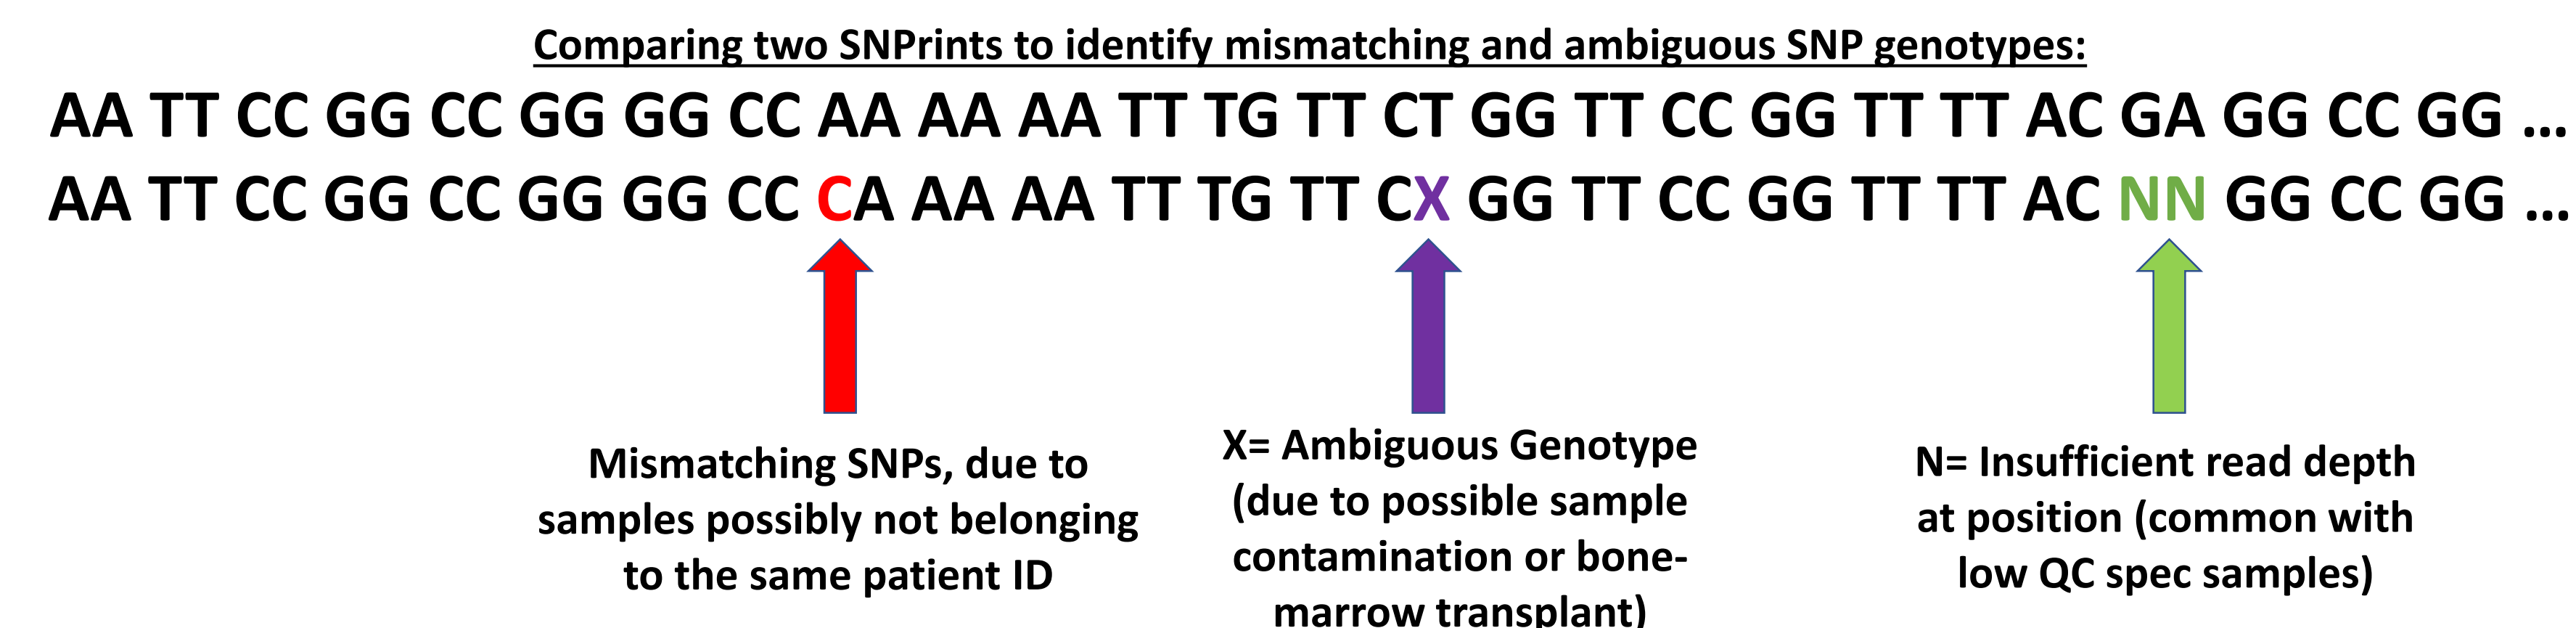 Comparing two SNPrints to identify mismatching and ambiguous SNP genotypes:
AA TT CC GG CC GG GG CC AA AA AA TT TG TT CT GG TT CC GG TT TT AC GA GG CC GG ...
AA TT CC GG CC GG GG CC CA AA AA TT TG TT CX GG TT CC GG TT TT AC NN GG CC GG ...
Mismatching SNPs, due to
samples possibly not belonging
to the same patient ID
X= Ambiguous Genotype
(due to possible sample
contamination or bone-
marrow transplant)
N= Insufficient read depth
at position (common with
low QC spec samples)